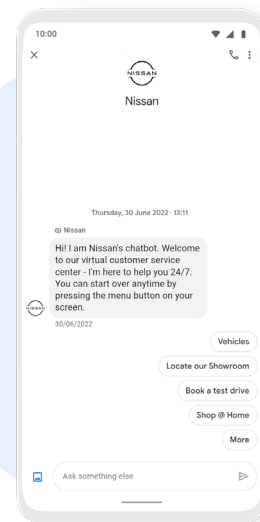 10:00
NISSAN
Nissan
Thursday, 30 June 2022 · 13:11
Nissan
Hi! I am Nissan's chatbot. Welcome
to our virtual customer service
center - I'm here to help you 24/7.
You can start over anytime by
pressing the menu button on your
screen.
NISSAN
30/06/2022
Vehicles
Locate our Showroom
Book a test drive
Shop @ Home
More
Ask something else